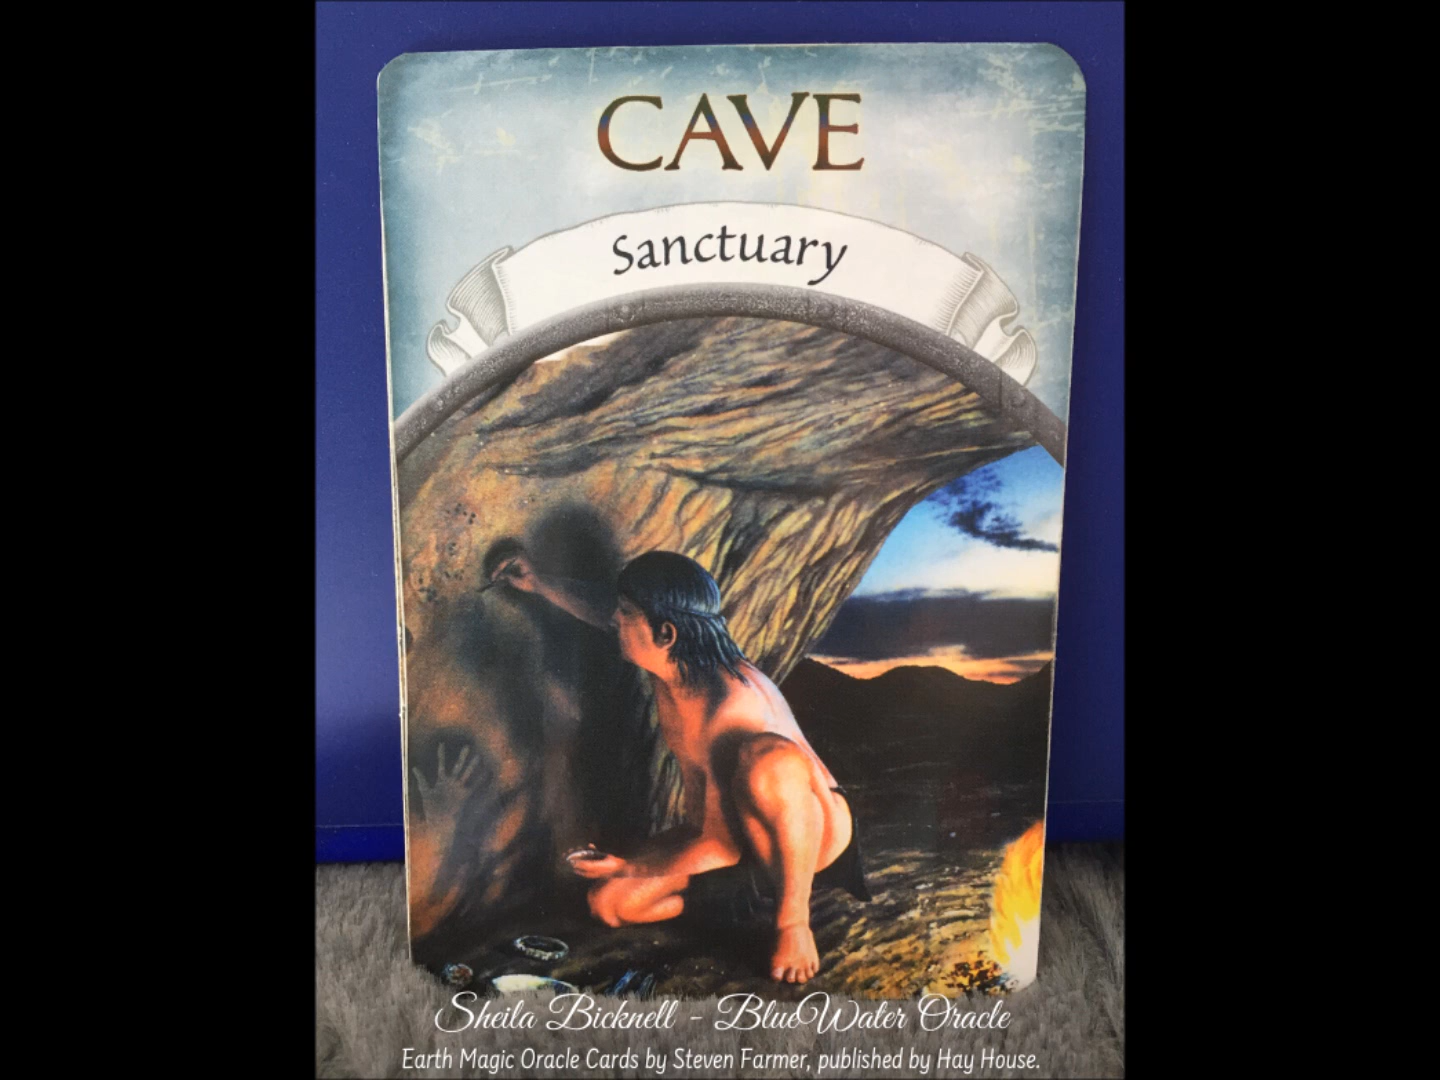 CAVE
Sanctuary
Sheila Bicknell - BlueWater Oracle
Earth Magic Oracle Cards by Steven Farmer, published by Hay House.